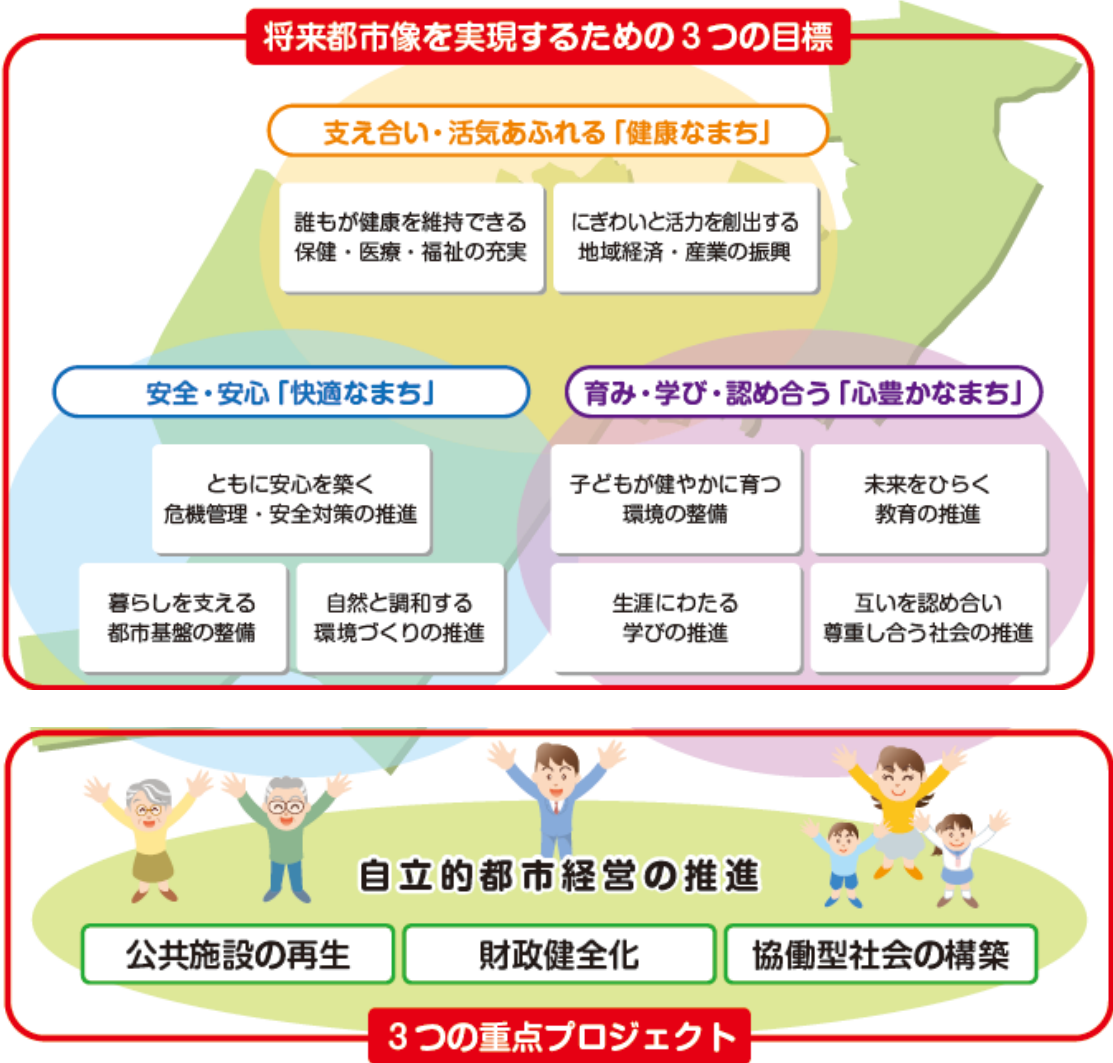 将来都市像を実現するための3つの目標
支え合い・活気あふれる「健康なまち」
誰もが健康を維持できる
保健・医療・福祉の充実
にぎわいと活力を創出する
地域経済・産業の振興
安全・安心「快適なまち」
ともに安心を築く
危機管理・安全対策の推進
暮らしを支える
都市基盤の整備
自然と調和する
環境づくりの推進
育み・学び・認め合う「心豊かなまち」
子どもが健やかに育つ
環境の整備
未来をひらく
教育の推進
生涯にわたる
学びの推進
互いを認め合い
尊重し合う社会の推進
自立的都市経営の推進
公共施設の再生
財政健全化
協働型社会の構築
3つの重点プロジェクト